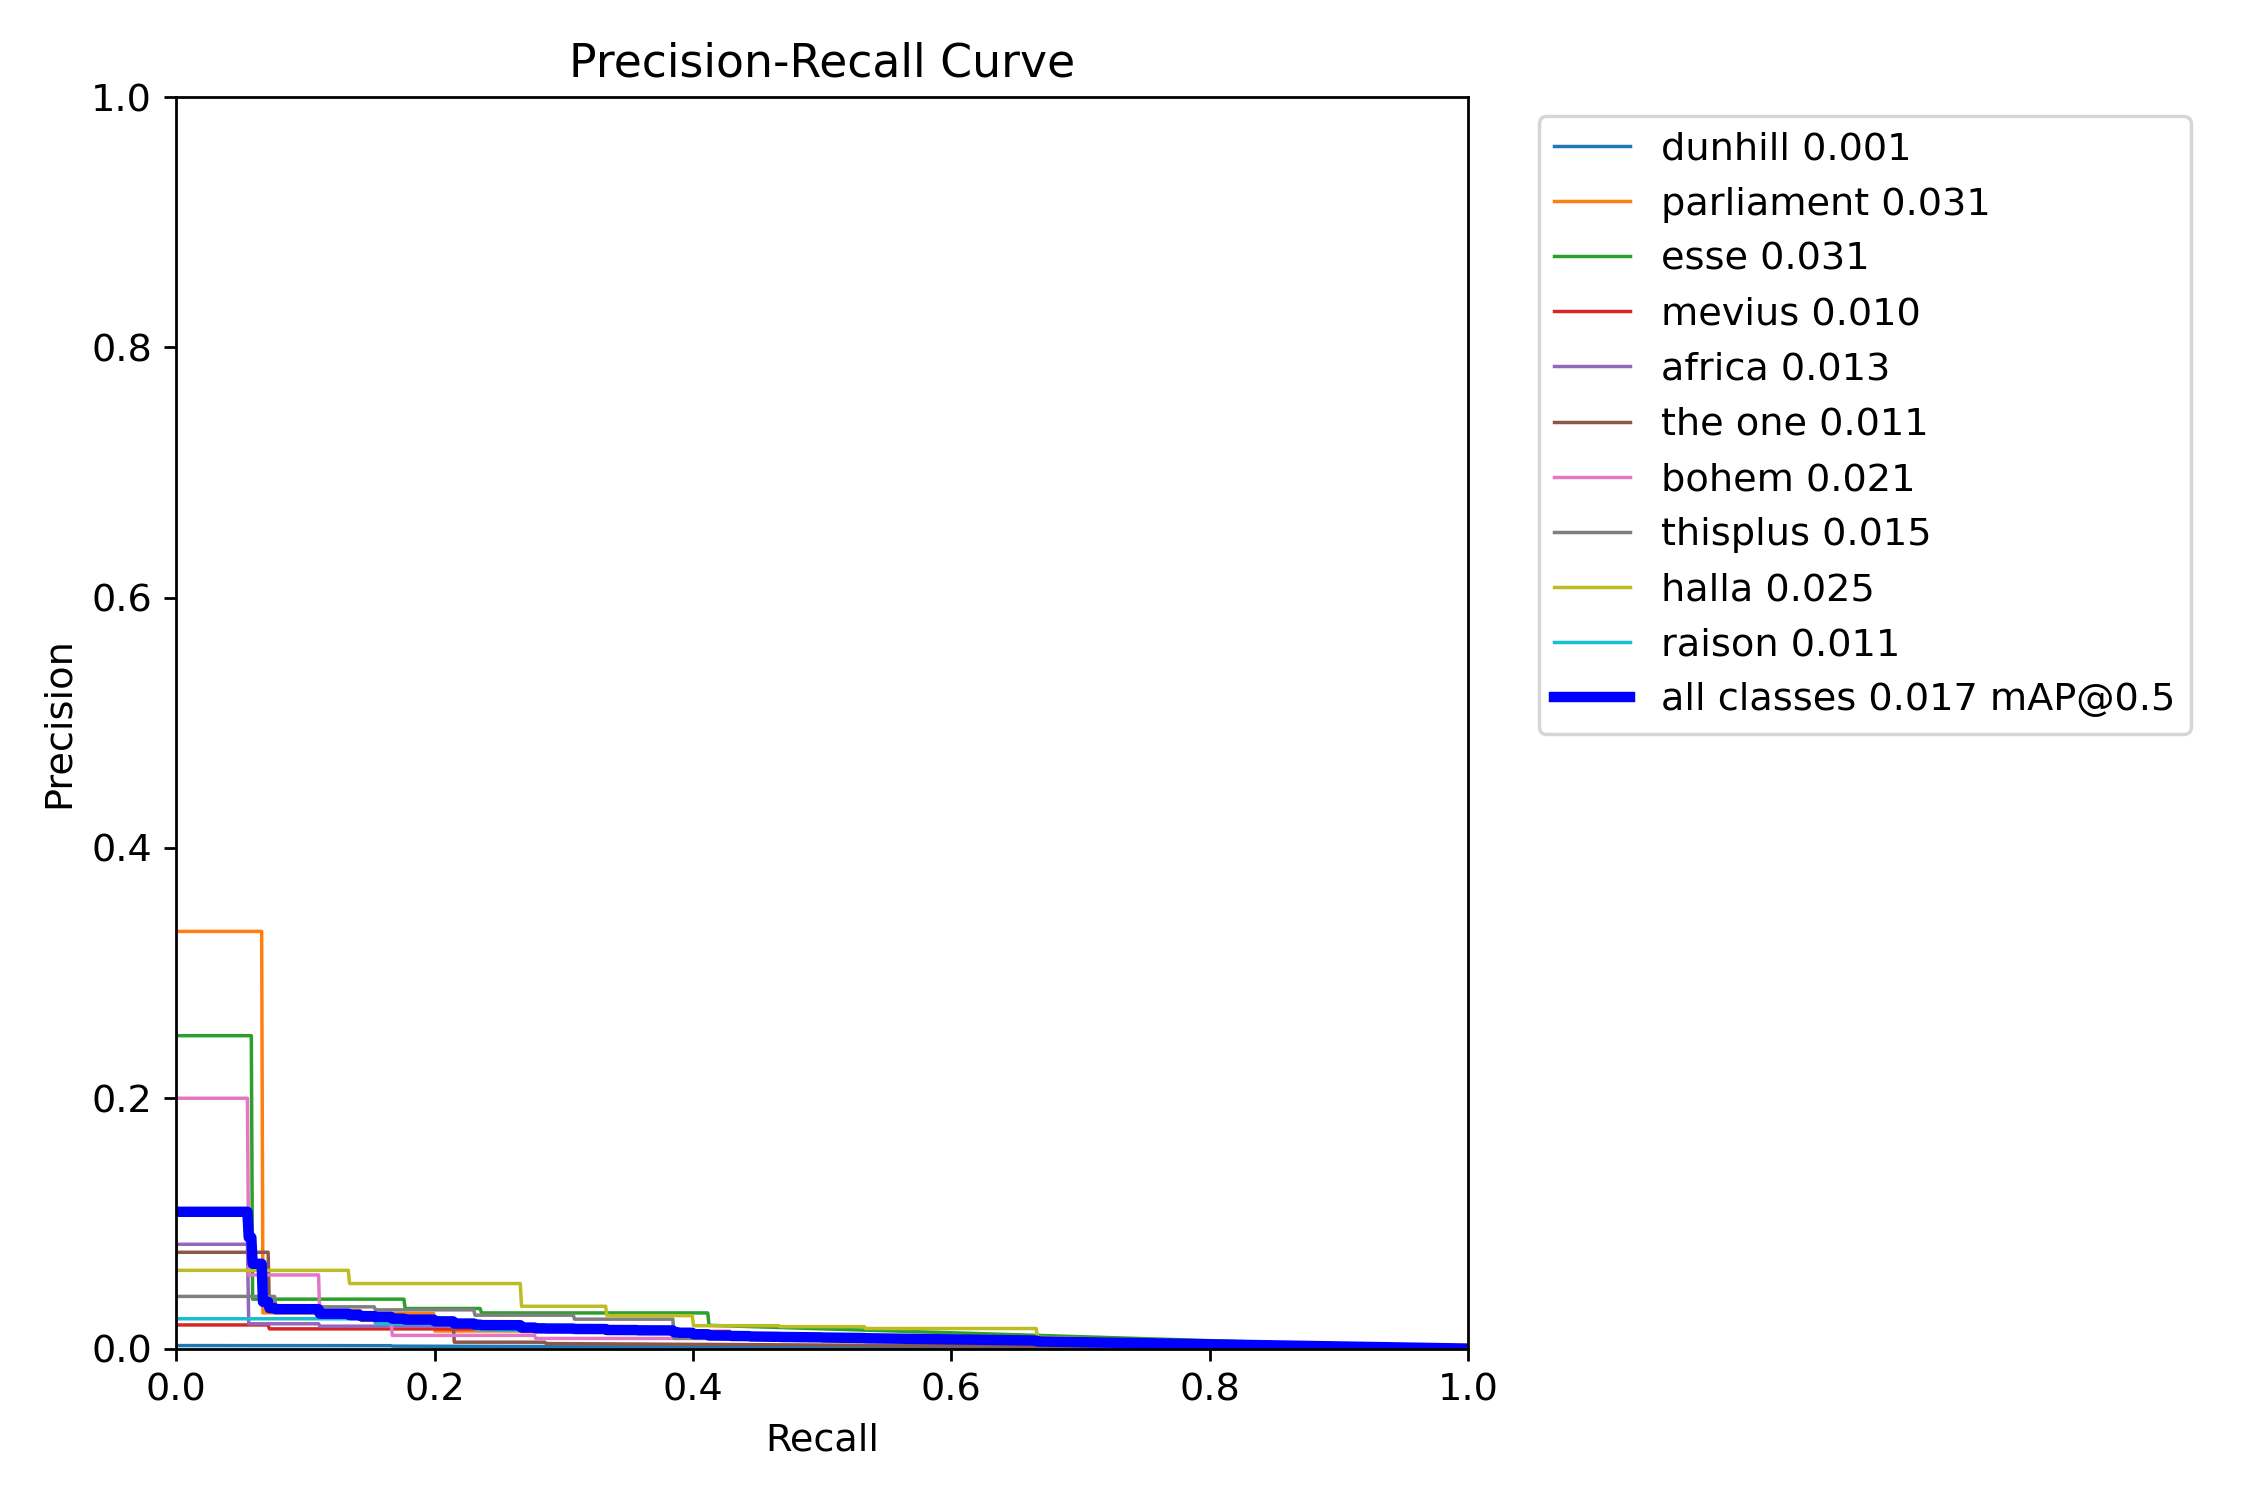 Precision-Recall Curve
1.0
0.8
0.6
0.4
0.2
0.0
Precision
0.0 0.2 0.4 0.6 0.8 1.0
Recall
dunhill 0.001
parliament 0.031
esse 0.031
mevius 0.010
africa 0.013
the one 0.011
bohem 0.021
thisplus 0.015
halla 0.025
raison 0.011
all classes 0.017 mAP@0.5